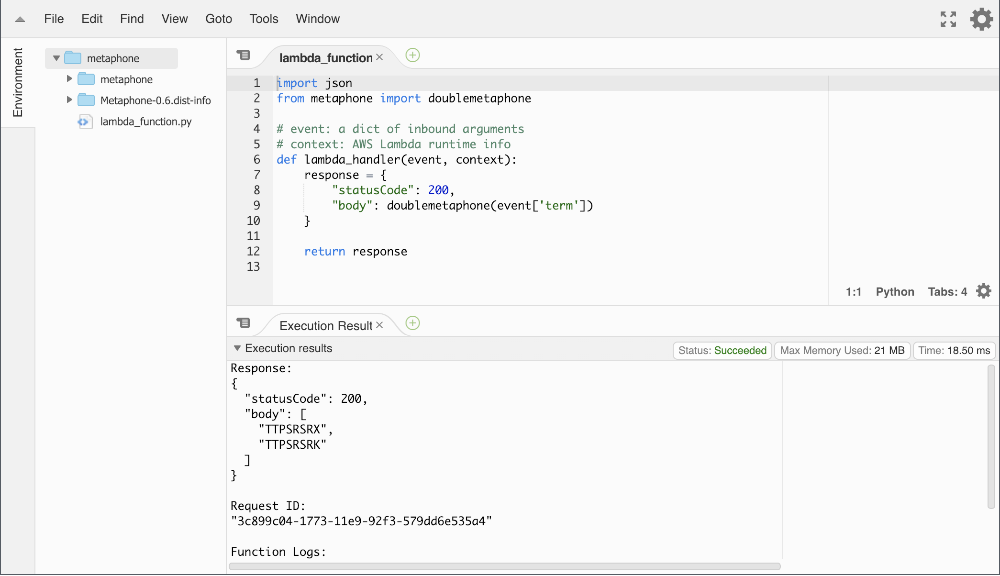 File Edit Find View Goto Tools Window
Environment
metaphone
metaphone
Metaphone-0.6.dist-info
lambda_function.py
lambda_function
1 import json
2 from metaphone import doublemetaphone
3
4 # event: a dict of inbound arguments
5 # context: AWS Lambda runtime info
6 def lambda_handler(event, context):
7     response = {
8         "statusCode": 200,
9         "body": doublemetaphone(event['term'])
10     }
11
12     return response
13
1:1 Python Tabs: 4
Execution Result
Execution results Status: Succeeded Max Memory Used: 21 MB Time: 18.50 ms
Response:
{
  "statusCode": 200,
  "body": [
    "TTPSRSRX",
    "TTPSRSRK"
  ]
}
Request ID:
"3c899c04-1773-11e9-92f3-579dd6e535a4"
Function Logs: